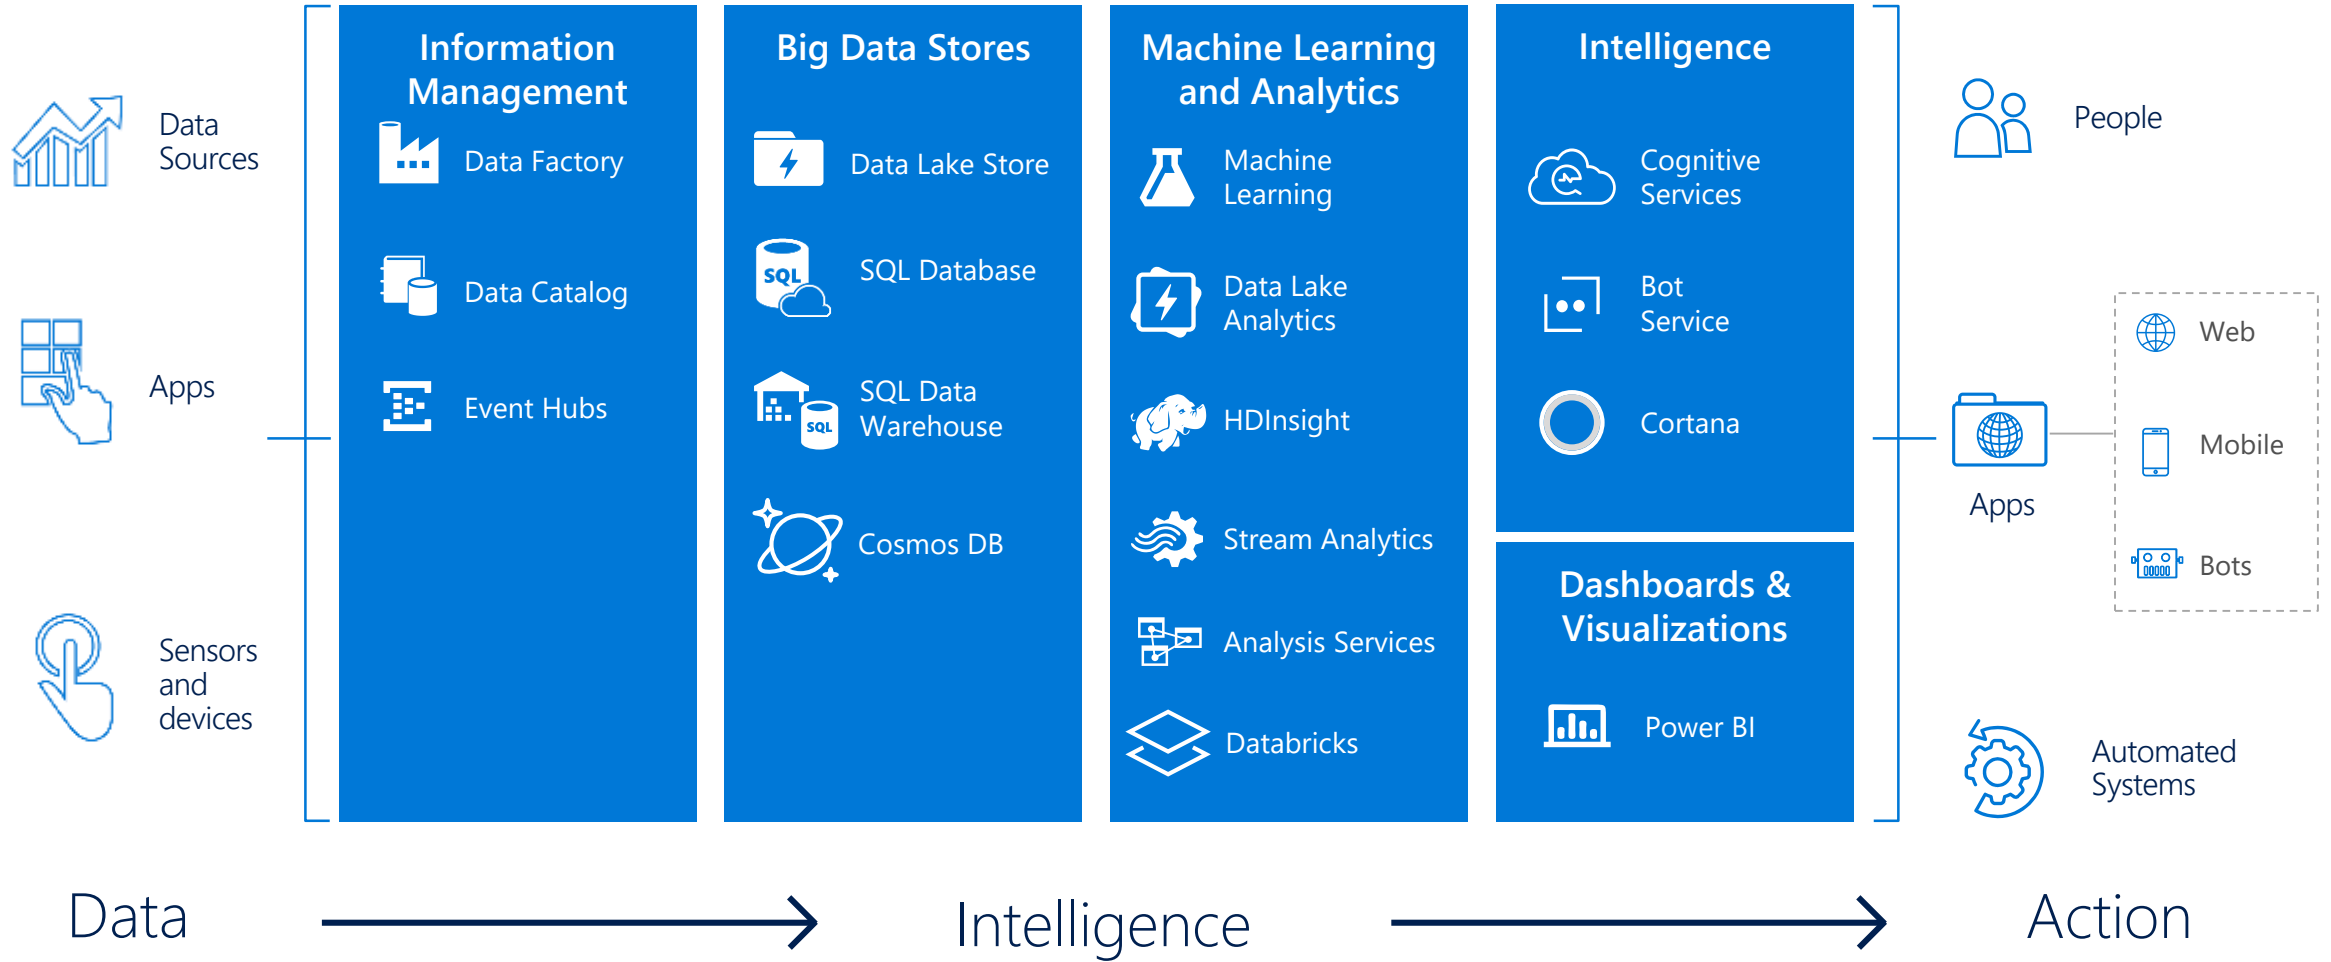 Data
Sources
Apps
Sensors
and
devices
Information
Management
Data Factory
Data Catalog
Event Hubs
Big Data Stores
Data Lake Store
SQL
SQL Database
SQL Data
Warehouse
SQL
Cosmos DB
Machine Learning
and Analytics
Machine
Learning
Data Lake
Analytics
HDInsight
Stream Analytics
Analysis Services
Databricks
Intelligence
Cognitive
Services
Bot
Service
Cortana
Dashboards &
Visualizations
Power BI
People
Apps
Web
Mobile
Bots
Automated
Systems
Data
Intelligence
Action